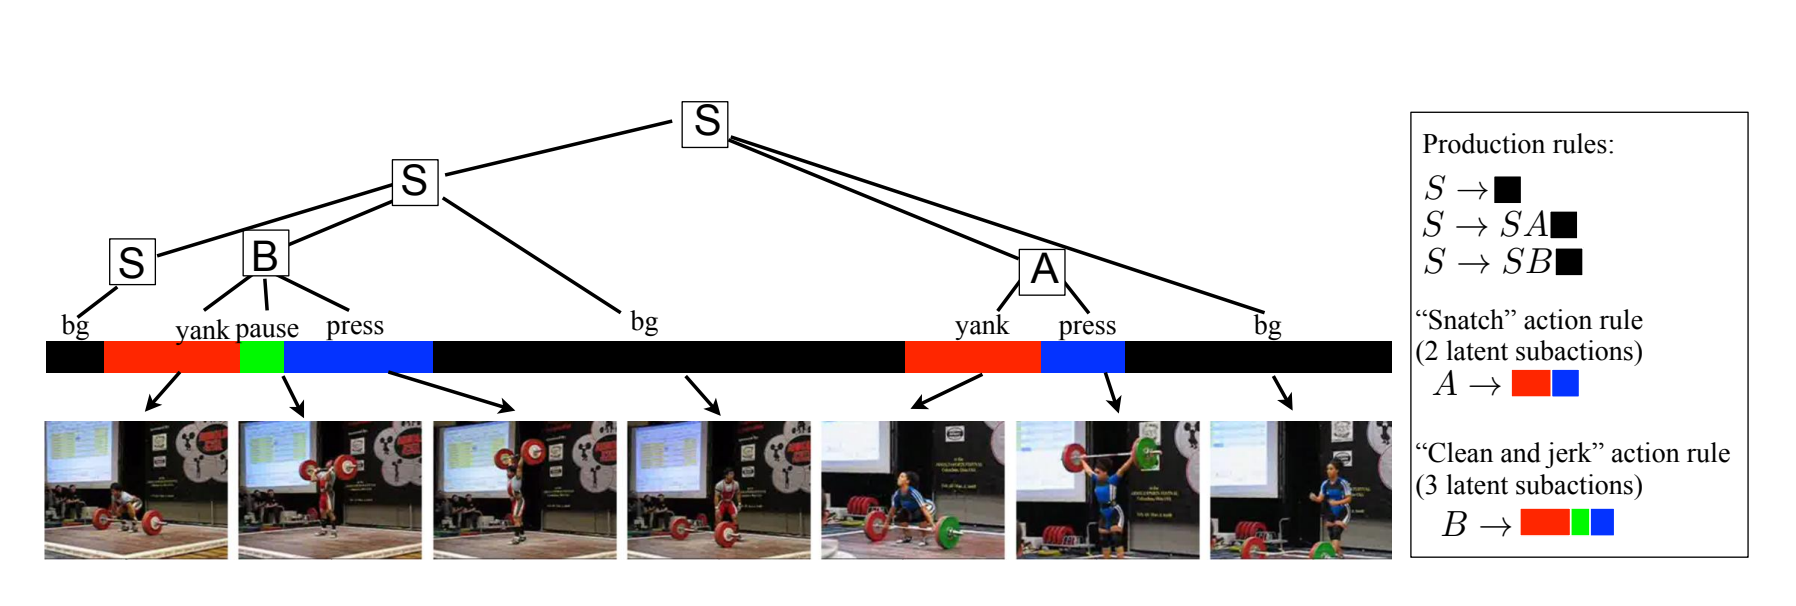 S
S
S
B
A
bg
yank pause
press
bg
yank
press
bg
Production rules:
S →
S → SA
S → SB
“Snatch” action rule
(2 latent subactions)
A →
“Clean and jerk” action rule
(3 latent subactions)
B →